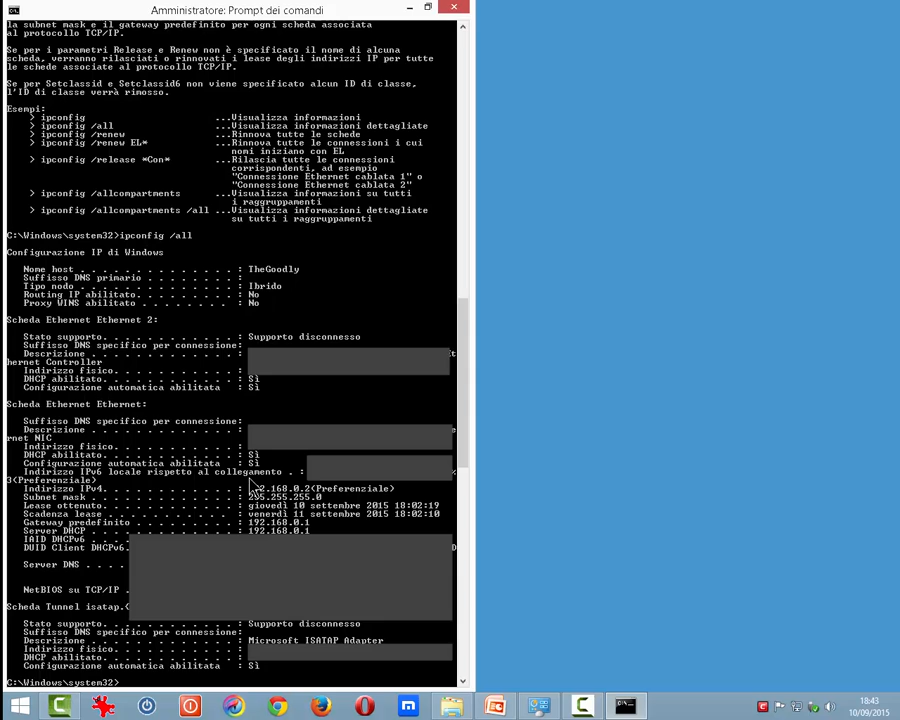 Amministratore: Prompt dei comandi
la subnet mask e il gateway predefinito per ogni scheda associata
al protocollo TCP/IP.
Se per i parametri Release e Renew non è specificato il nome di alcuna
scheda, verranno rilasciati o rinnovati i lease degli indirizzi IP per tutte
le schede associate al protocollo TCP/IP.
Se per Setclassid e Setclassid6 non viene specificato alcun ID di classe,
l'ID di classe verrà rimosso.
Esempi:
> ipconfig ...Visualizza informazioni
> ipconfig /all ...Visualizza informazioni dettagliate
> ipconfig /renew ...Rinnova tutte le schede
> ipconfig /renew EL* ...Rinnova tutte le connessioni i cui
nomi iniziano con EL
> ipconfig /release *Con* ...Rilascia tutte le connessioni
corrispondenti, ad esempio
"Connessione Ethernet cablata 1" o
"Connessione Ethernet cablata 2"
> ipconfig /allcompartments ...Visualizza informazioni su tutti
i raggruppamenti
> ipconfig /allcompartments /all ...Visualizza informazioni dettagliate
su tutti i raggruppamenti
C:\Windows\system32>ipconfig /all
Configurazione IP di Windows
Nome host . . . . . . . . . . . . . . : TheGoodly
Suffisso DNS primario . . . . . . . . :
Tipo nodo . . . . . . . . . . . . . . : Ibrido
Routing IP abilitato. . . . . . . . . : No
Proxy WINS abilitato . . . . . . . . : No
Scheda Ethernet Ethernet 2:
Stato supporto. . . . . . . . . . . . : Supporto disconnesso
Suffisso DNS specifico per connessione:
Descrizione . . . . . . . . . . . . . :
hernet Controller
Indirizzo fisico. . . . . . . . . . . :
DHCP abilitato. . . . . . . . . . . . : Sì
Configurazione automatica abilitata : Sì
Scheda Ethernet Ethernet:
Suffisso DNS specifico per connessione:
Descrizione . . . . . . . . . . . . . :
ernet NIC
Indirizzo fisico. . . . . . . . . . . :
DHCP abilitato. . . . . . . . . . . . : Sì
Configurazione automatica abilitata : Sì
Indirizzo IPv6 locale rispetto al collegamento . :
3(Preferenziale)
Indirizzo IPv4. . . . . . . . . . . . : 192.168.0.2(Preferenziale)
Subnet mask . . . . . . . . . . . . . : 255.255.255.0
Lease ottenuto. . . . . . . . . . . . : giovedì 10 settembre 2015 18:02:19
Scadenza lease . . . . . . . . . . . : venerdì 11 settembre 2015 18:02:10
Gateway predefinito . . . . . . . . . : 192.168.0.1
Server DHCP . . . . . . . . . . . . . : 192.168.0.1
IAID DHCPv6
DUID Client DHCPv6. D
Server DNS . . . .
NetBIOS su TCP/IP .
Scheda Tunnel isatap.{
Stato supporto. . . . . . . . . . . . : Supporto disconnesso
Suffisso DNS specifico per connessione:
Descrizione . . . . . . . . . . . . . : Microsoft ISATAP Adapter
Indirizzo fisico. . . . . . . . . . . :
DHCP abilitato. . . . . . . . . . . . :
Configurazione automatica abilitata : Sì
C:\Windows\system32>
18:43
10/09/2015